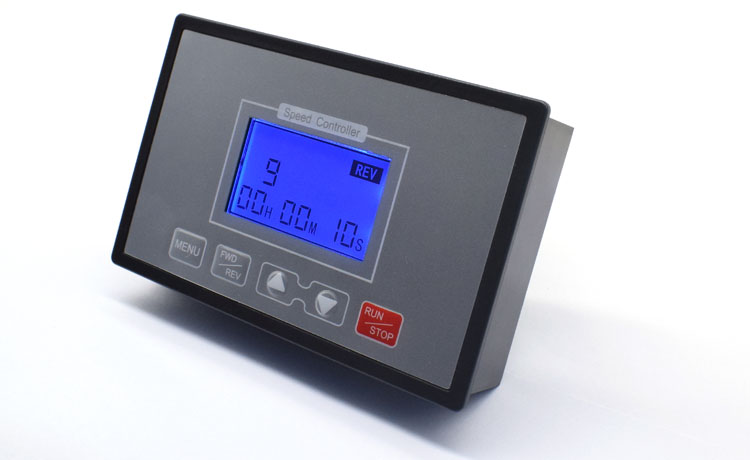 Speed Controller
9 REV
00H 00M 10S
MENU
FWD
REV
RUN
STOP